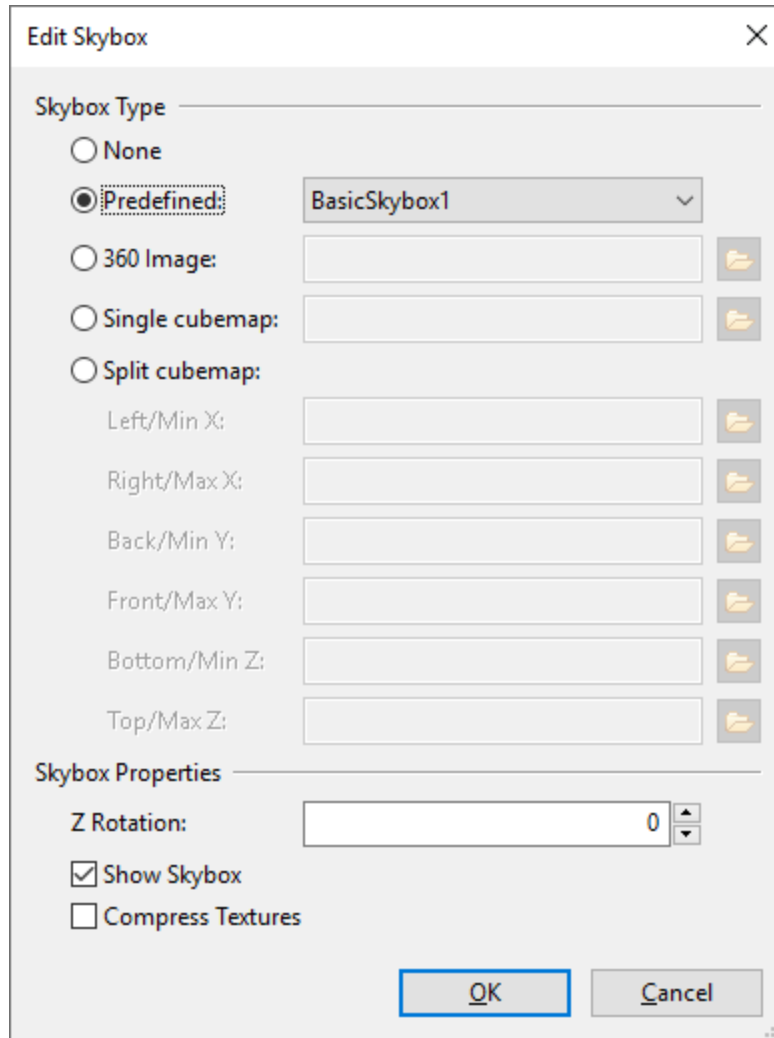 Edit Skybox
Skybox Type
None
Predefined: BasicSkybox1
360 Image:
Single cubemap:
Split cubemap:
Left/Min X:
Right/Max X:
Back/Min Y:
Front/Max Y:
Bottom/Min Z:
Top/Max Z:
Skybox Properties
Z Rotation: 0
Show Skybox
Compress Textures
OK Cancel